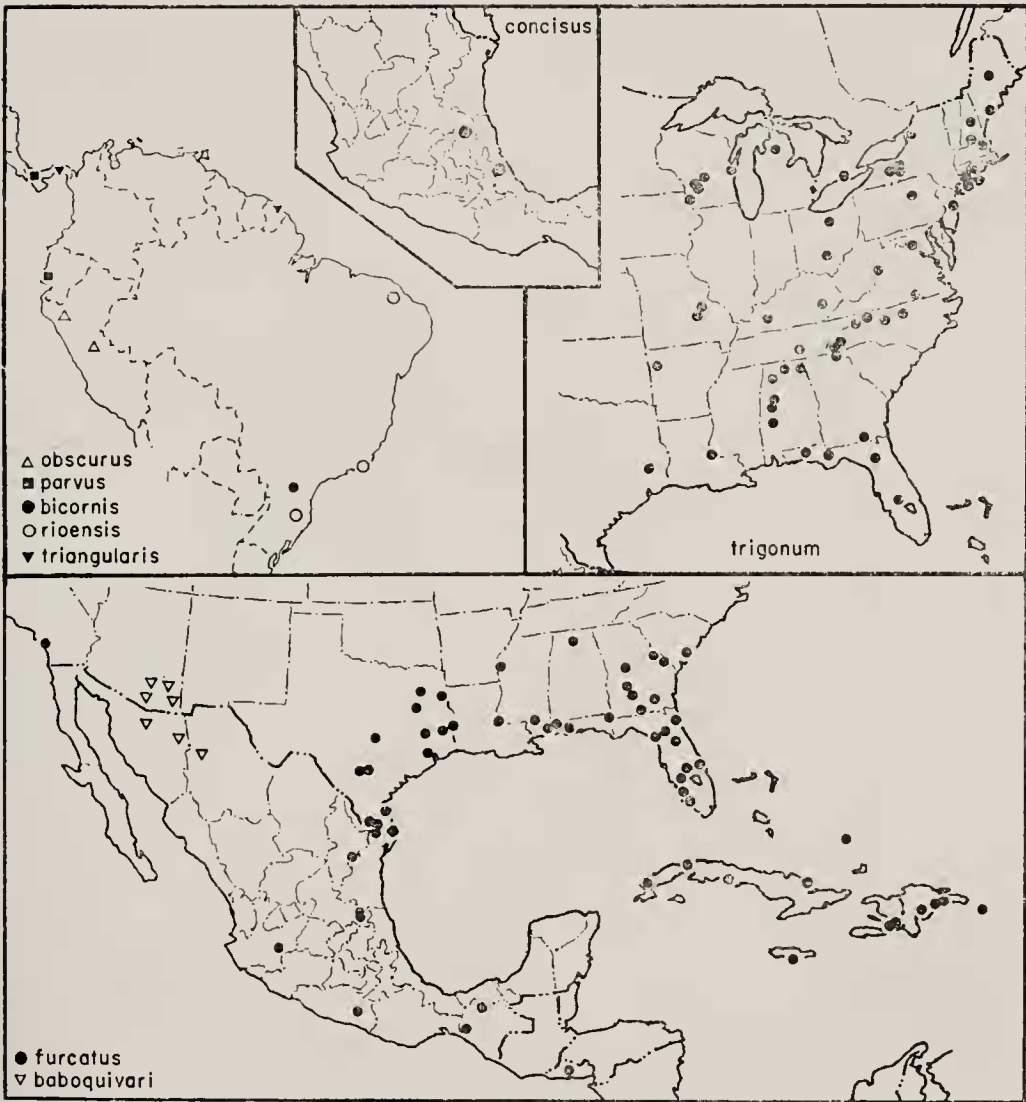 concisus
△ obscurus
■ parvus
● bicornis
○ rioensis
▼ triangularis
trigonum
● furcatus
▽ baboquivari